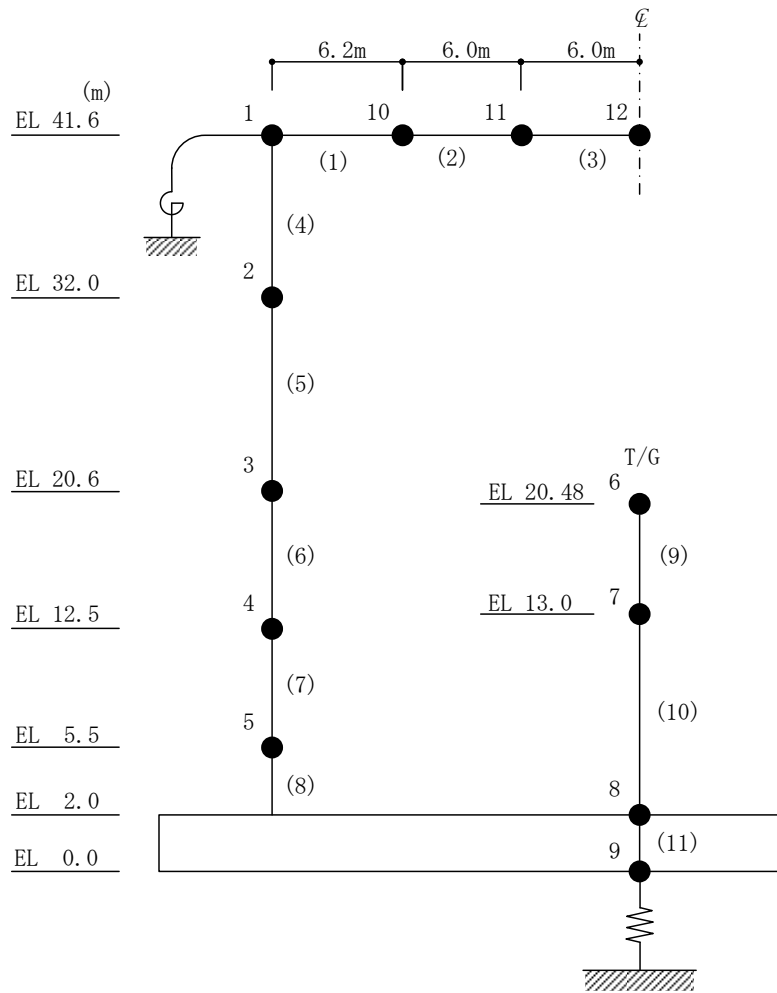 ℄
6.2m 6.0m 6.0m
(m)
EL 41.6 1 10 11 12
(1) (2) (3)
(4)
EL 32.0 2
(5)
T/G
EL 20.6 3 EL 20.48 6
(6) (9)
EL 12.5 4 EL 13.0 7
(7) (10)
EL 5.5 5
(8)
EL 2.0 8
(11)
EL 0.0 9